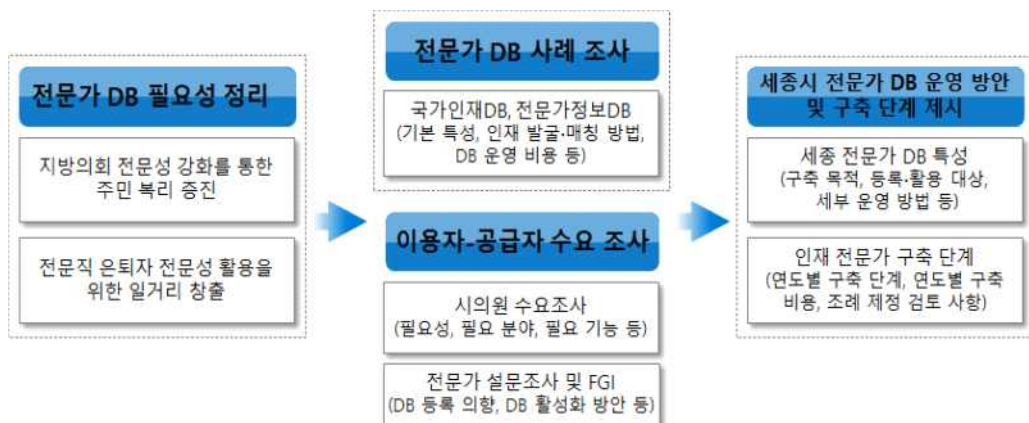 전문가 DB 필요성 정리
지방의회 전문성 강화를 통한
주민 복리 증진
전문직 은퇴자 전문성 활용을
위한 일거리 창출
전문가 DB 사례 조사
국가인재DB, 전문가정보DB
(기본 특성, 인재 발굴·매칭 방법,
DB 운영 비용 등)
이용자-공급자 수요 조사
시의원 수요조사
(필요성, 필요 분야, 필요 기능 등)
전문가 설문조사 및 FGI
(DB 등록 의향, DB 활성화 방안 등)
세종시 전문가 DB 운영 방안
및 구축 단계 제시
세종 전문가 DB 특성
(구축 목적, 등록·활용 대상,
세부 운영 방법 등)
인재 전문가 구축 단계
(연도별 구축 단계, 연도별 구축
비용, 조례 제정 검토 사항)